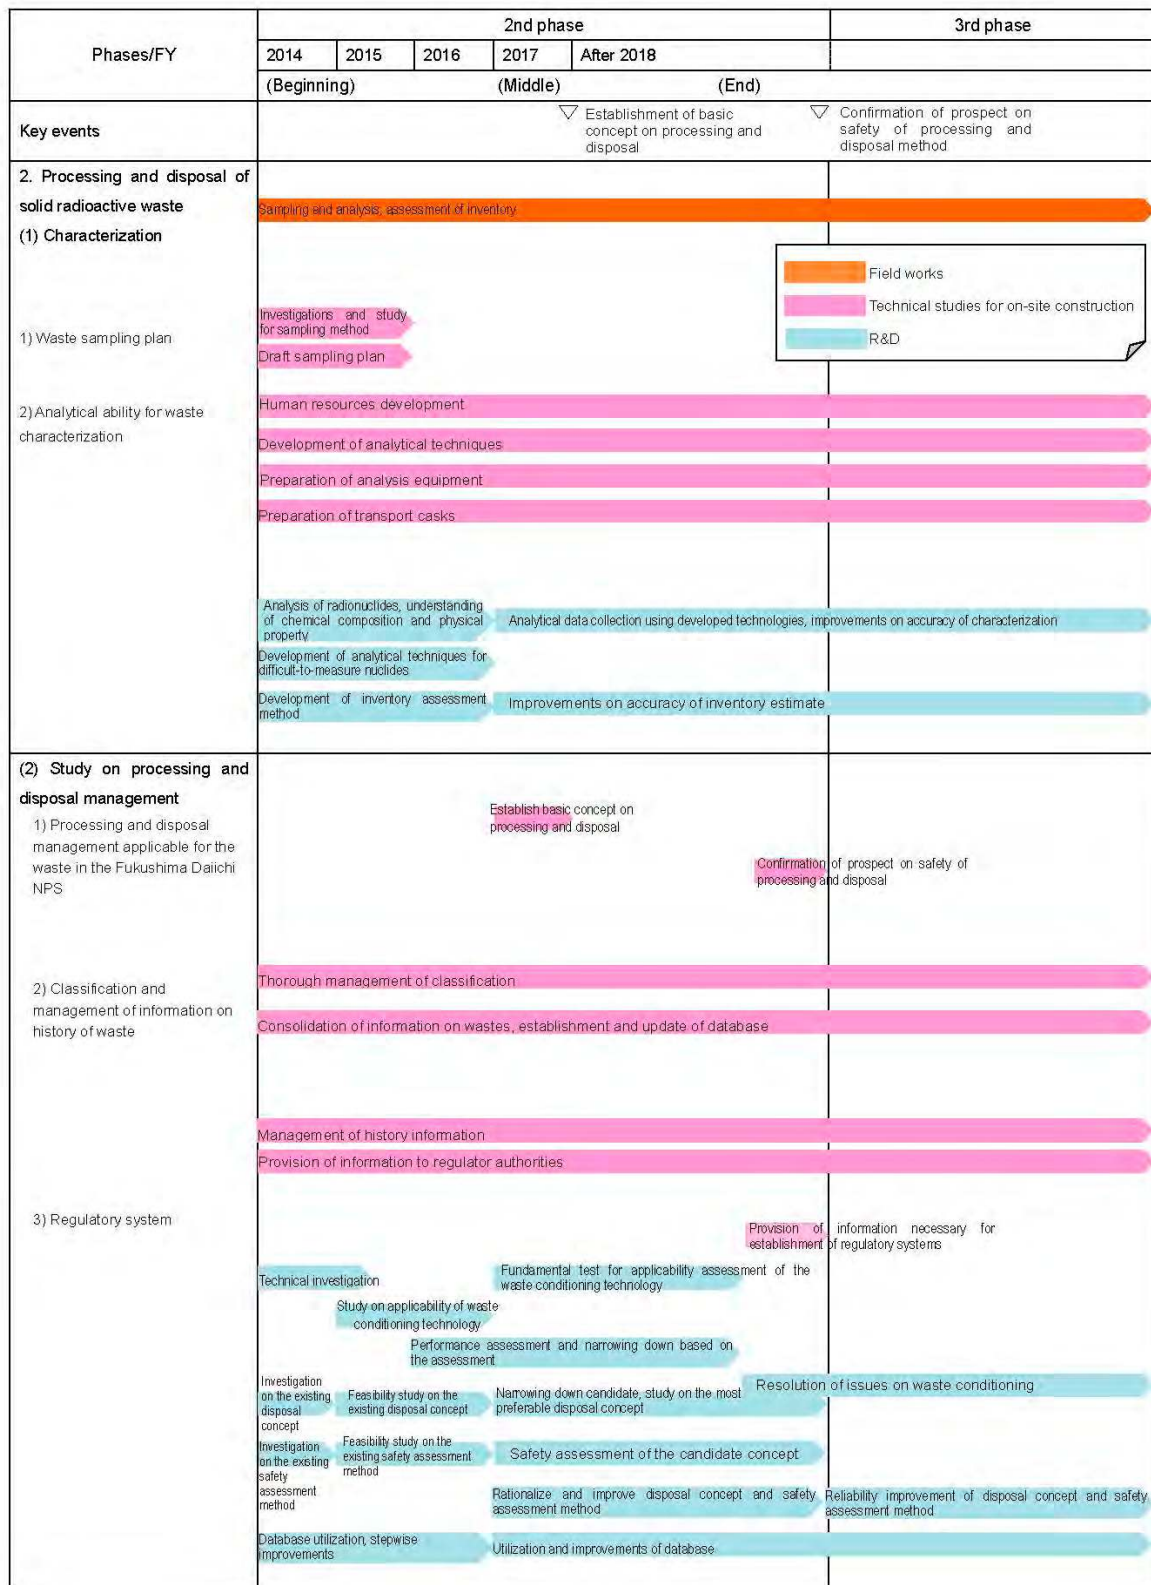 Phases/FY
2nd phase
3rd phase
2014
2015
2016
2017
After 2018
(Beginning)
(Middle)
(End)
Key events
Establishment of basic
concept on processing and
disposal
Confirmation of prospect on
safety of processing and
disposal method
2. Processing and disposal of
solid radioactive waste
(1) Characterization
Sampling and analysis, assessment of inventory
Field works
Technical studies for on-site construction
R&D
1) Waste sampling plan
Investigations and study
for sampling method
Draft sampling plan
2) Analytical ability for waste
characterization
Human resources development
Development of analytical techniques
Preparation of analysis equipment
Preparation of transport casks
Analysis of radionuclides, understanding
of chemical composition and physical
property
Analytical data collection using developed technologies, improvements on accuracy of characterization
Development of analytical techniques for
difficult-to-measure nuclides
Development of inventory assessment
method
Improvements on accuracy of inventory estimate
(2) Study on processing and
disposal management
1) Processing and disposal
management applicable for the
waste in the Fukushima Daiichi
NPS
Establish basic concept on
processing and disposal
Confirmation of prospect on safety of
processing and disposal
2) Classification and
management of information on
history of waste
Thorough management of classification
Consolidation of information on wastes, establishment and update of database
Management of history information
Provision of information to regulator authorities
3) Regulatory system
Provision of information necessary for
establishment of regulatory systems
Technical investigation
Fundamental test for applicability assessment of the
waste conditioning technology
Study on applicability of waste
conditioning technology
Performance assessment and narrowing down based on
the assessment
Resolution of issues on waste conditioning
Investigation
on the existing
disposal
concept
Feasibility study on the
existing disposal concept
Narrowing down candidate, study on the most
preferable disposal concept
Investigation
on the existing
safety
assessment
method
Feasibility study on the
existing safety assessment
method
Safety assessment of the candidate concept
Rationalize and improve disposal concept and safety
assessment method
Reliability improvement of disposal concept and safety
assessment method
Database utilization, stepwise
improvements
Utilization and improvements of database